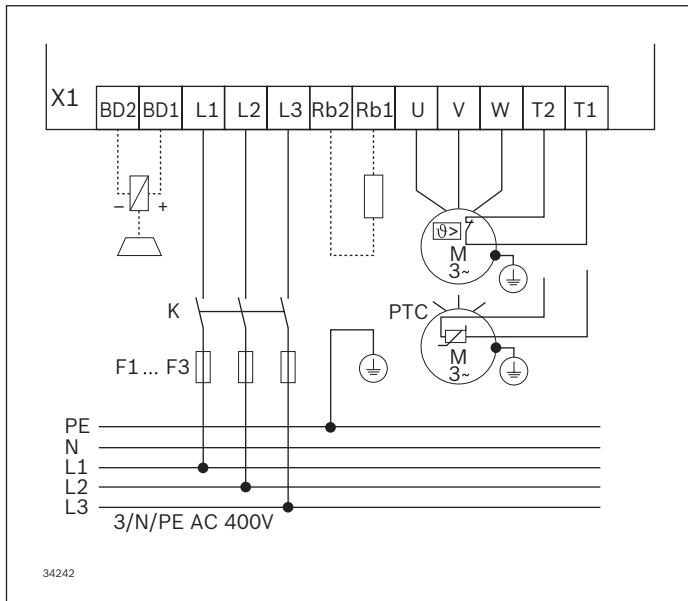 X1 BD2 BD1 L1 L2 L3 Rb2 Rb1 U V W T2 T1
− +
ϑ>
M
3~
K
PTC
F1 ... F3
M
3~
PE
N
L1
L2
L3
3/N/PE AC 400V
34242